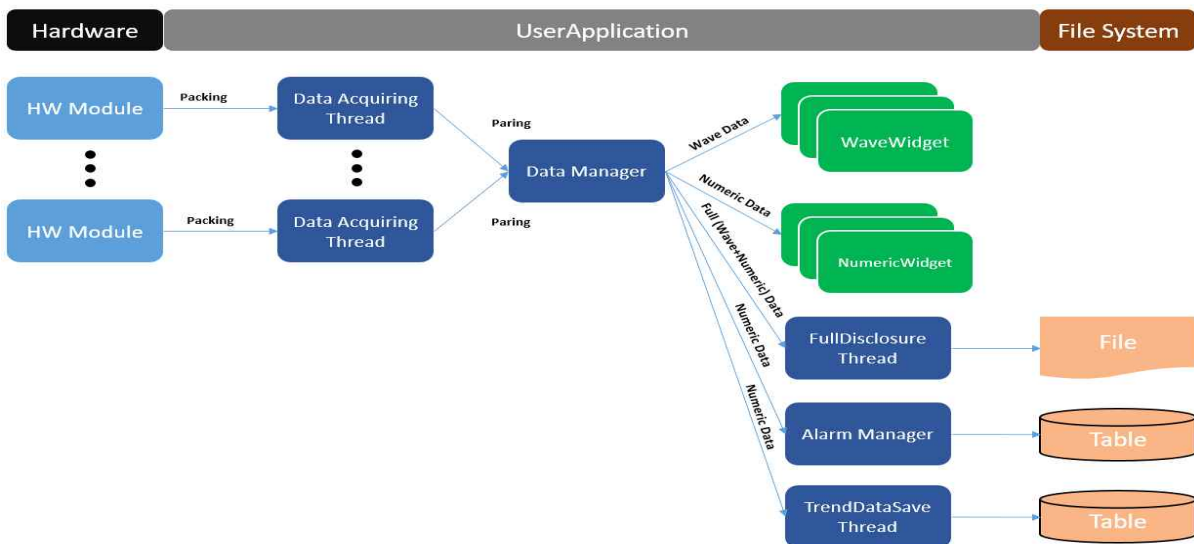 Hardware
UserApplication
File System
HW Module
Packing
Data Acquiring
Thread
Paring
HW Module
Packing
Data Acquiring
Thread
Paring
Data Manager
Wave Data
Numeric Data
Full (Wave+Numeric) Data
Numeric Data
Numeric Data
WaveWidget
NumericWidget
FullDisclosure
Thread
File
Alarm Manager
Table
TrendDataSave
Thread
Table